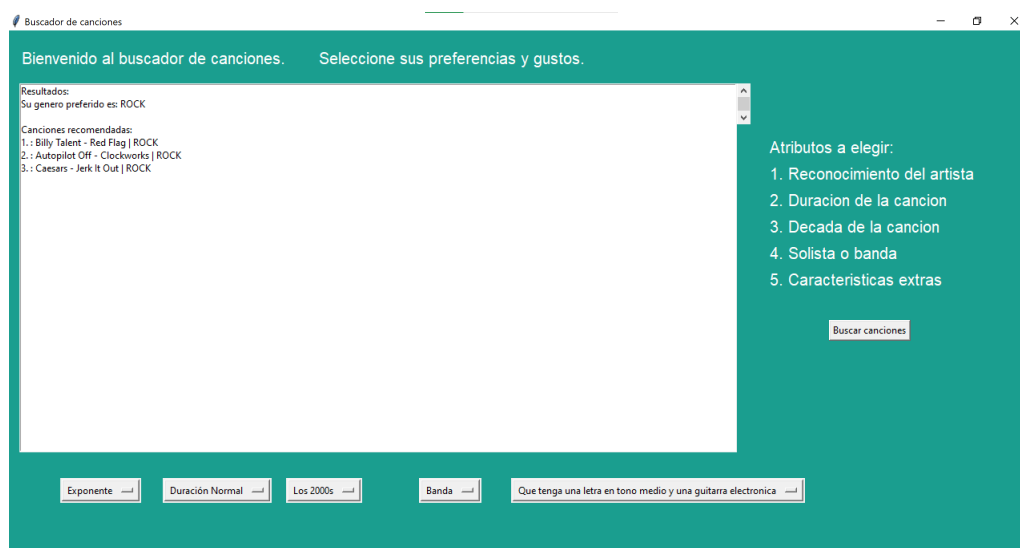 Buscador de canciones
Bienvenido al buscador de canciones.
Seleccione sus preferencias y gustos.
Resultados:
Su genero preferido es: ROCK
Canciones recomendadas:
1. : Billy Talent - Red Flag | ROCK
2. : Autopilot Off - Clockworks | ROCK
3. : Caesars - Jerk It Out | ROCK
Atributos a elegir:
1. Reconocimiento del artista
2. Duracion de la cancion
3. Decada de la cancion
4. Solista o banda
5. Caracteristicas extras
Buscar canciones
Exponente
Duración Normal
Los 2000s
Banda
Que tenga una letra en tono medio y una guitarra electronica